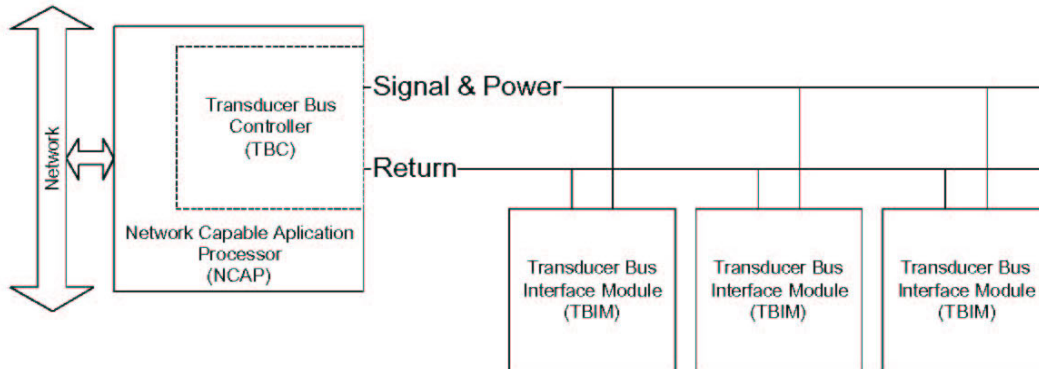 Network
Transducer Bus
Controller
(TBC)
Network Capable Aplication
Processor
(NCAP)
Signal & Power
Return
Transducer Bus
Interface Module
(TBIM)
Transducer Bus
Interface Module
(TBIM)
Transducer Bus
Interface Module
(TBIM)